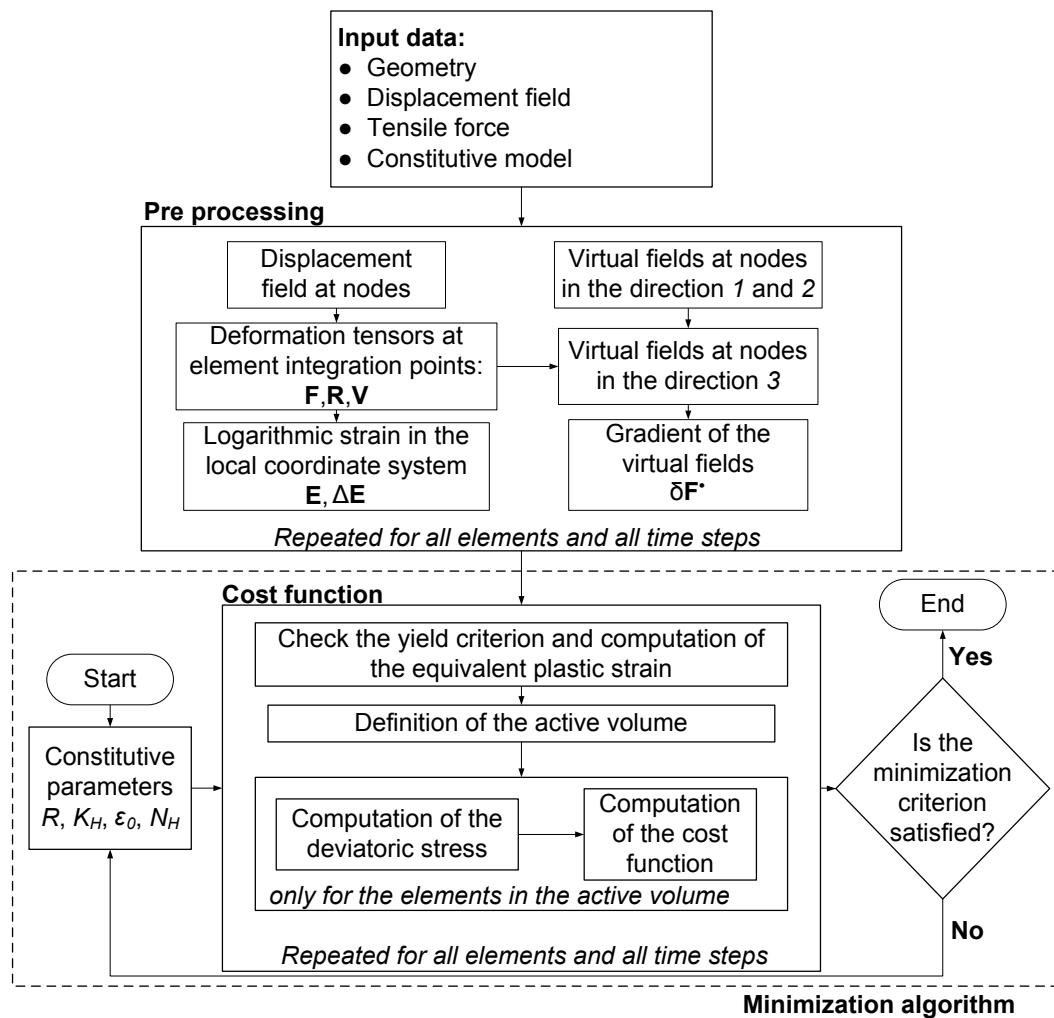 Input data:
● Geometry
● Displacement field
● Tensile force
● Constitutive model
Pre processing
Displacement
field at nodes
Virtual fields at nodes
in the direction 1 and 2
Deformation tensors at
element integration points:
F,R,V
Virtual fields at nodes
in the direction 3
Logarithmic strain in the
local coordinate system
E, ΔE
Gradient of the
virtual fields
δF•
Repeated for all elements and all time steps
Cost function
Check the yield criterion and computation of
the equivalent plastic strain
Definition of the active volume
Computation of the
deviatoric stress
Computation
of the cost
function
only for the elements in the active volume
Repeated for all elements and all time steps
Start
Constitutive
parameters
R, K_H, ε_0, N_H
End
Yes
Is the
minimization
criterion
satisfied?
No
Minimization algorithm